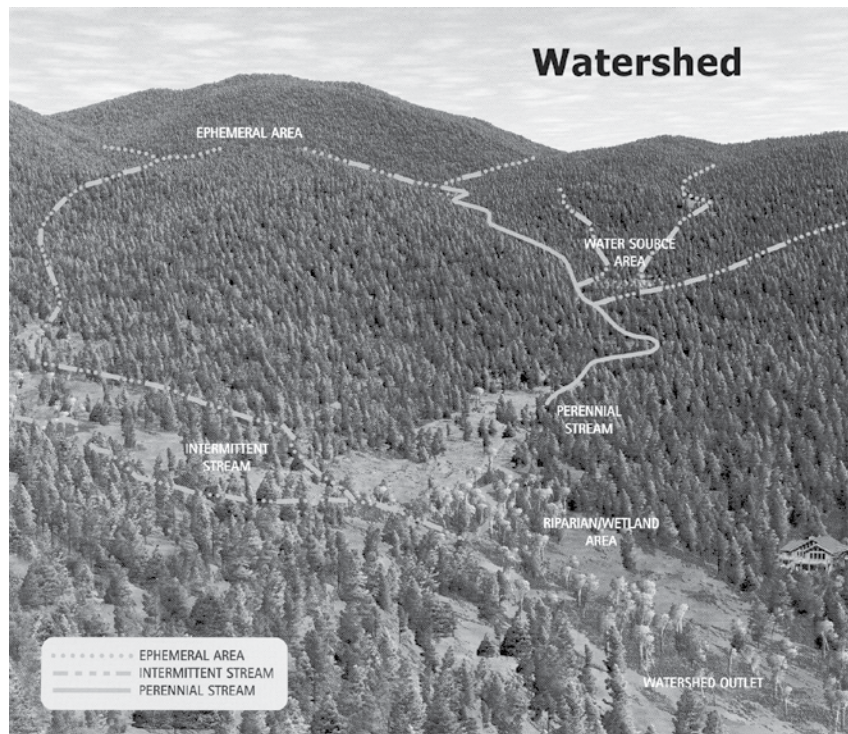 Watershed
EPHEMERAL AREA
WATER SOURCE
AREA
PERENNIAL
STREAM
INTERMITTENT
STREAM
RIPARIAN/WETLAND
AREA
WATERSHED OUTLET
EPHEMERAL AREA
INTERMITTENT STREAM
PERENNIAL STREAM